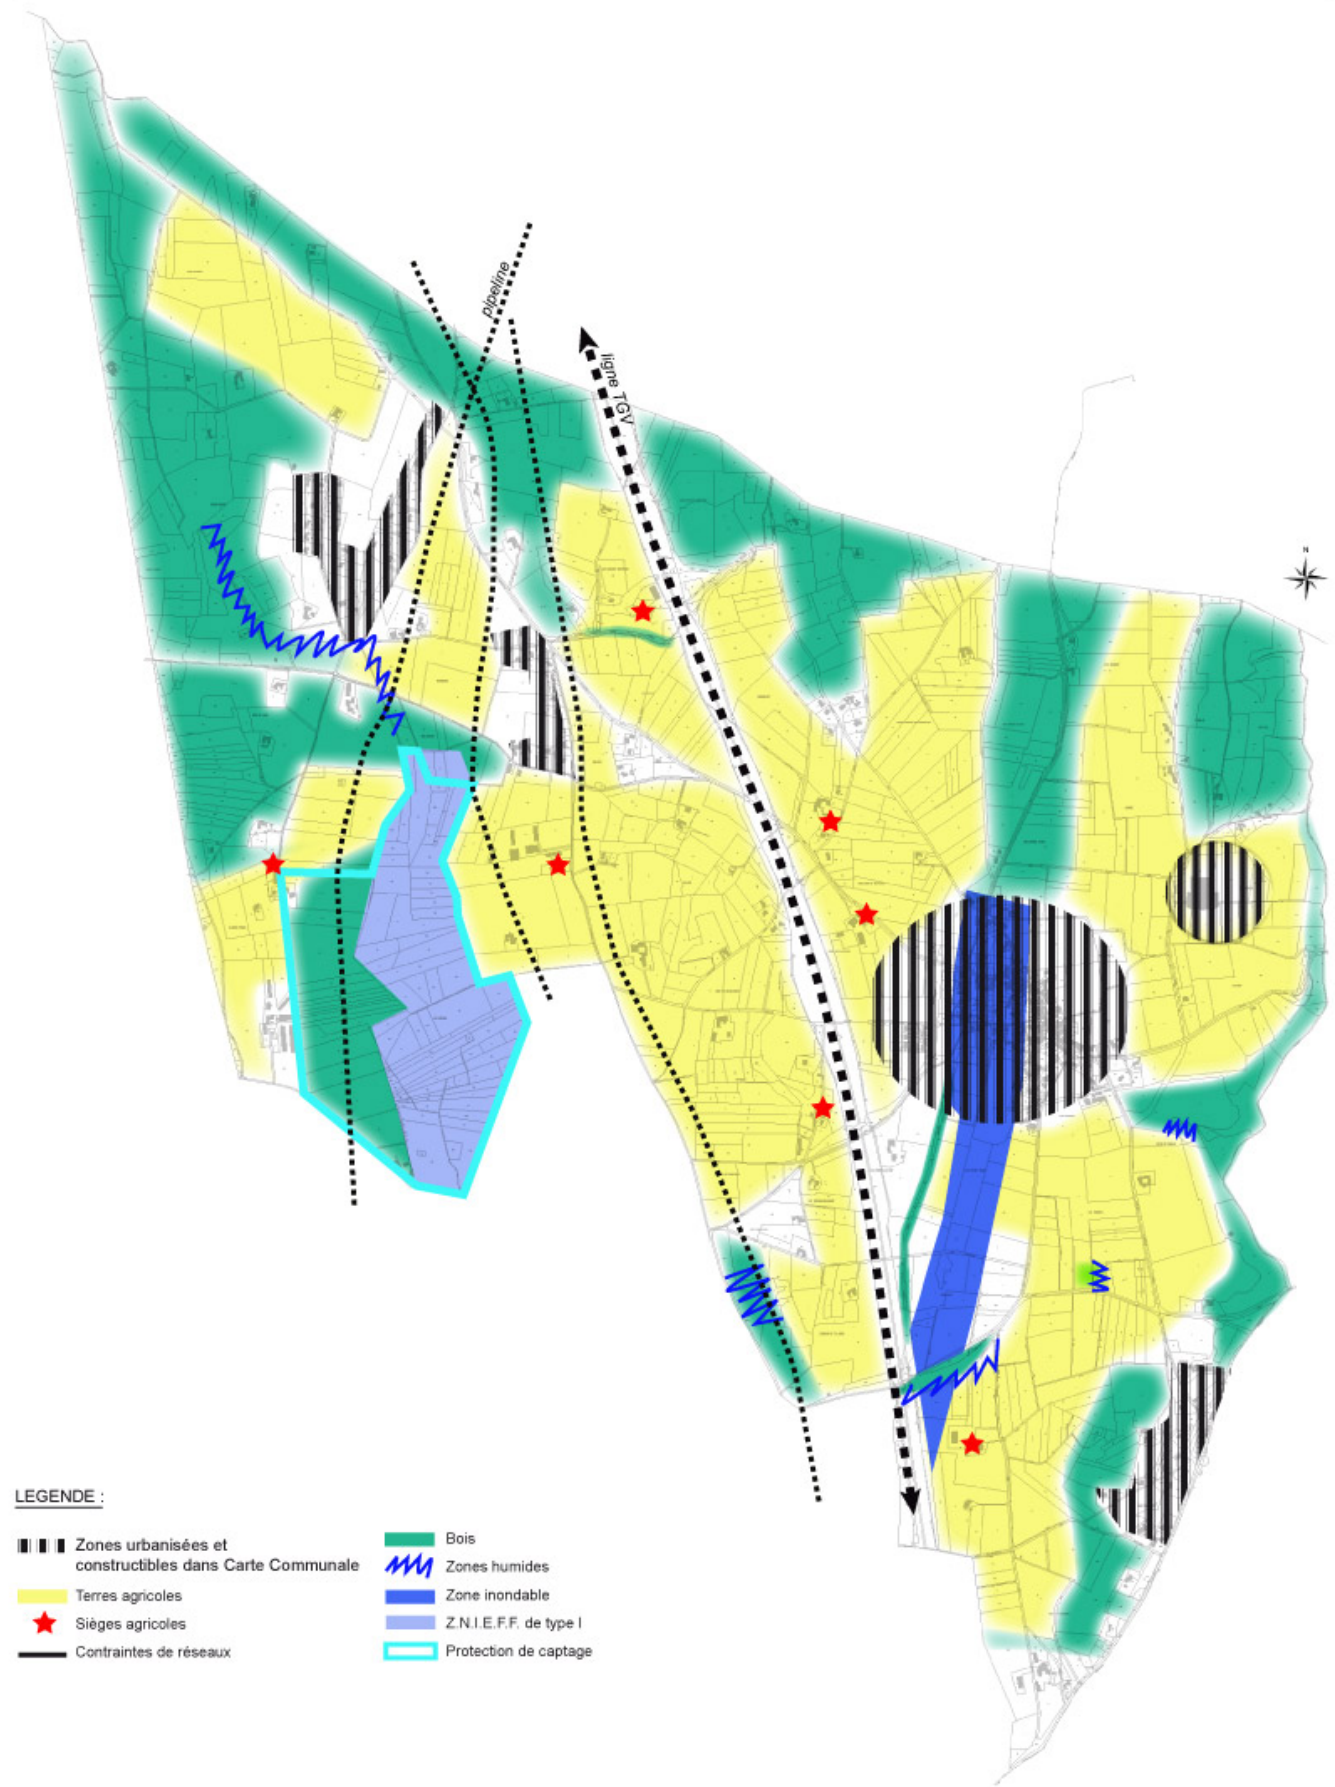 pipeline
ligne TGV
N
LEGENDE :
Zones urbanisées et
constructibles dans Carte Communale
Terres agricoles
Sièges agricoles
Contraintes de réseaux
Bois
Zones humides
Zone inondable
Z.N.I.E.F.F. de type I
Protection de captage